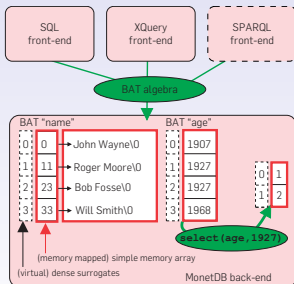 SQL
front-end
XQuery
front-end
SPARQL
front-end
BAT algebra
BAT "name"
BAT "age"
0 0 John Wayne\0 1907
1 11 Roger Moore\0 1 1927
2 23 Bob Fosse\0 2 1927
3 33 Will Smith\0 3 1968
0 1
1 2
select(age,1927)
(memory mapped) simple memory array
(virtual) dense surrogates
MonetDB back-end